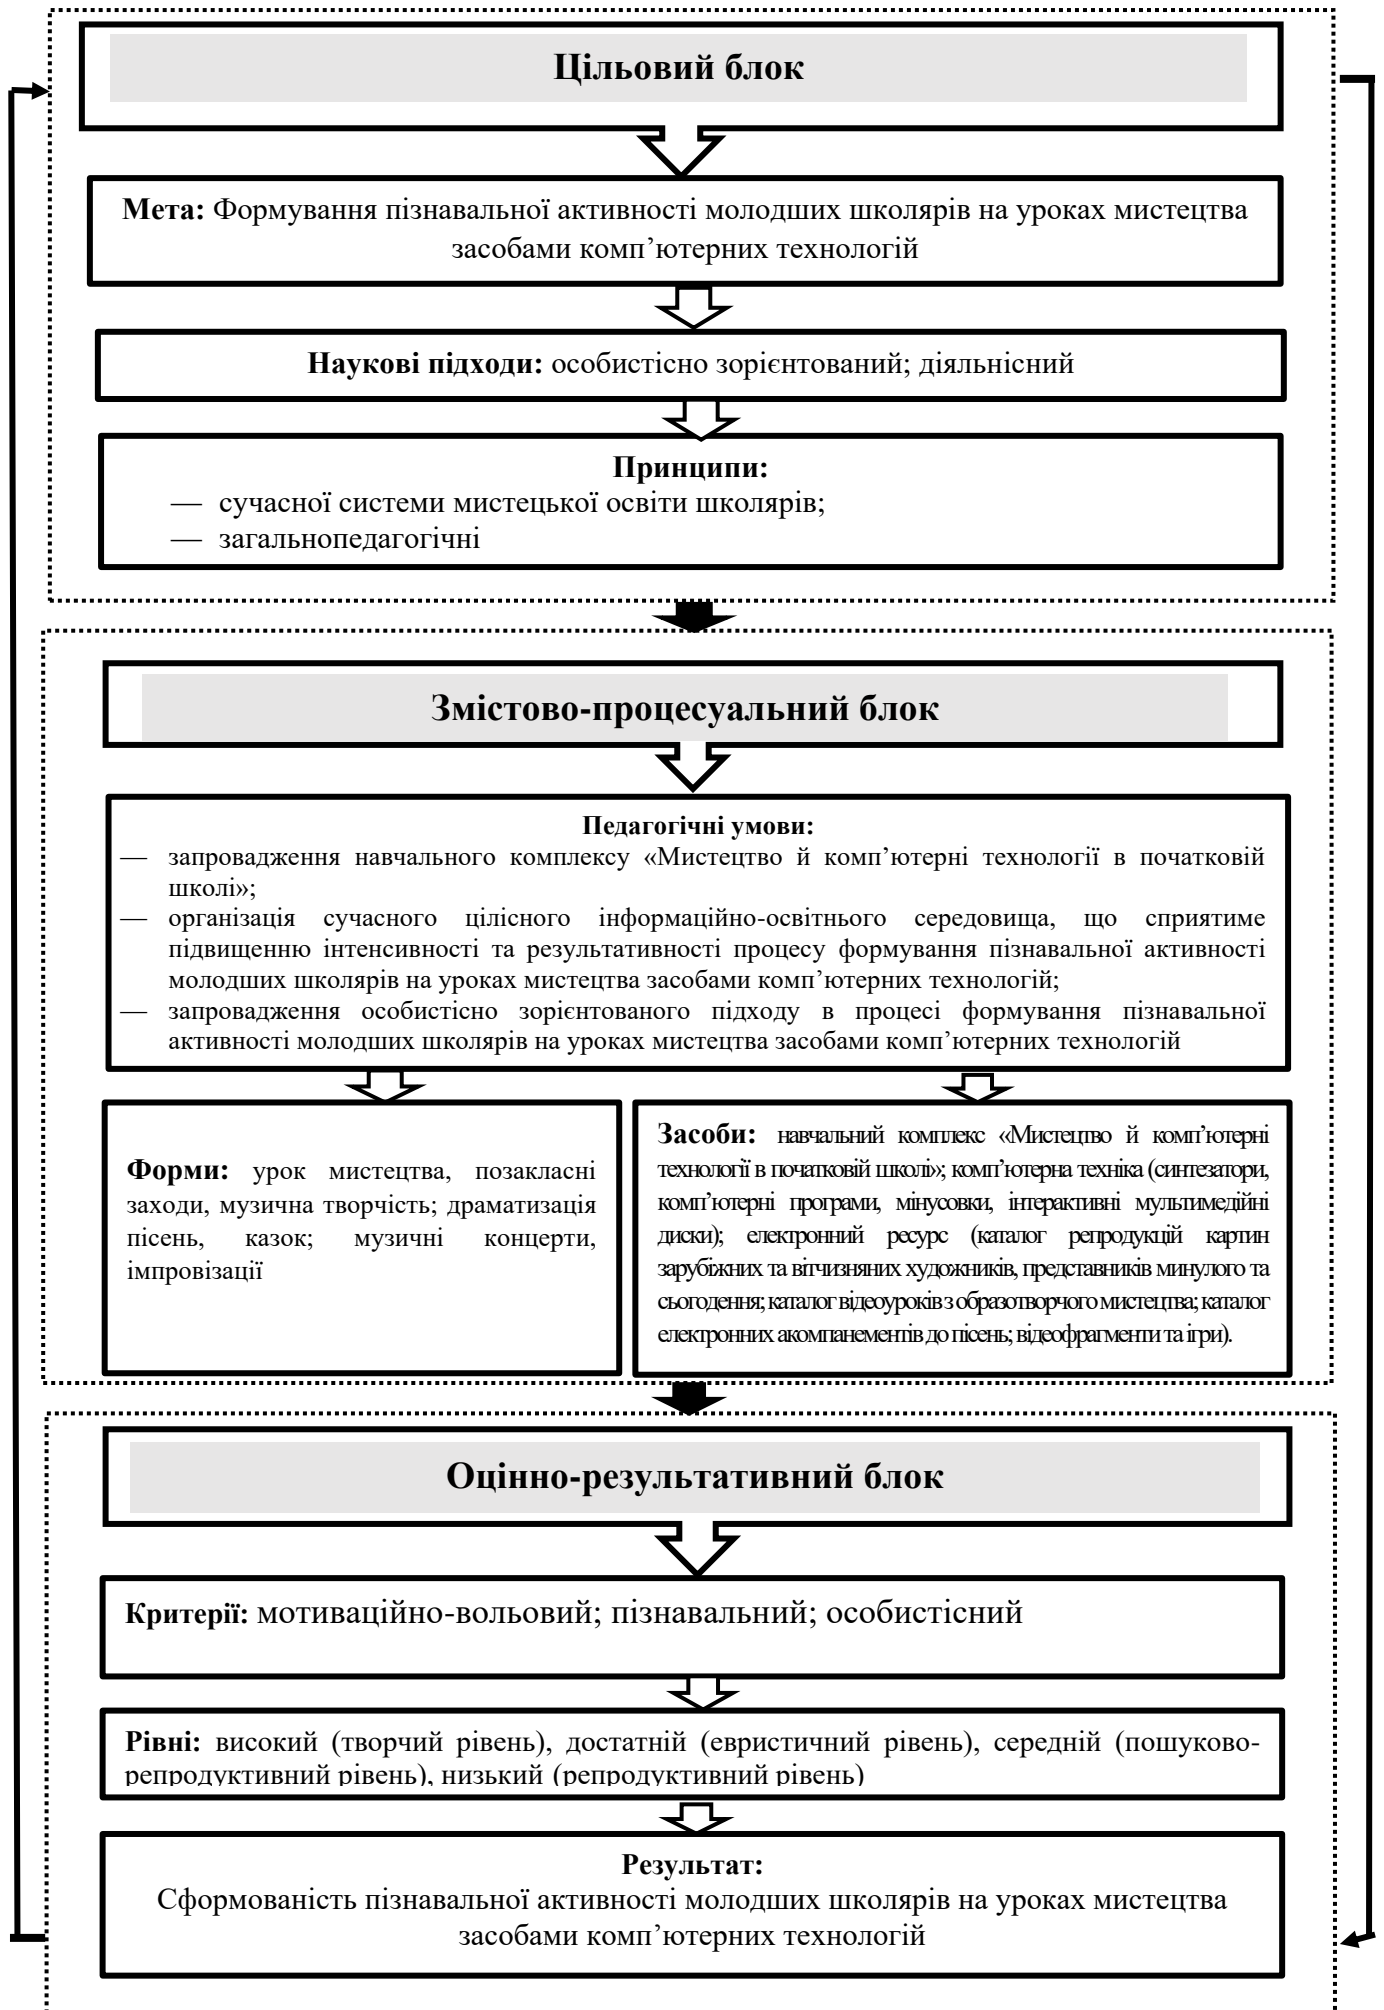 Цільовий блок
Мета: Формування пізнавальної активності молодших школярів на уроках мистецтва
засобами комп’ютерних технологій
Наукові підходи: особистісно зорієнтований; діяльнісний
Принципи:
— сучасної системи мистецької освіти школярів;
— загальнопедагогічні
Змістово-процесуальний блок
Педагогічні умови:
— запровадження навчального комплексу «Мистецтво й комп’ютерні технології в початковій
школі»;
— організація сучасного цілісного інформаційно-освітнього середовища, що сприятиме
підвищенню інтенсивності та результативності процесу формування пізнавальної активності
молодших школярів на уроках мистецтва засобами комп’ютерних технологій;
— запровадження особистісно зорієнтованого підходу в процесі формування пізнавальної
активності молодших школярів на уроках мистецтва засобами комп’ютерних технологій
Форми: урок мистецтва, позакласні
заходи, музична творчість; драматизація
пісень, казок; музичні концерти,
імпровізації
Засоби: навчальний комплекс «Мистецтво й комп’ютерні
технології в початковій школі»; комп’ютерна техніка (синтезатори,
комп’ютерні програми, мінусовки, інтерактивні мультимедійні
диски); електронний ресурс (каталог репродукцій картин
зарубіжних та вітчизняних художників, представників минулого та
сьогодення; каталог відеоуроків з образотворчого мистецтва; каталог
електронних акомпанементів до пісень; відеофрагменти та ігри).
Оцінно-результативний блок
Критерії: мотиваційно-вольовий; пізнавальний; особистісний
Рівні: високий (творчий рівень), достатній (евристичний рівень), середній (пошуково-
репродуктивний рівень), низький (репродуктивний рівень)
Результат:
Сформованість пізнавальної активності молодших школярів на уроках мистецтва
засобами комп’ютерних технологій